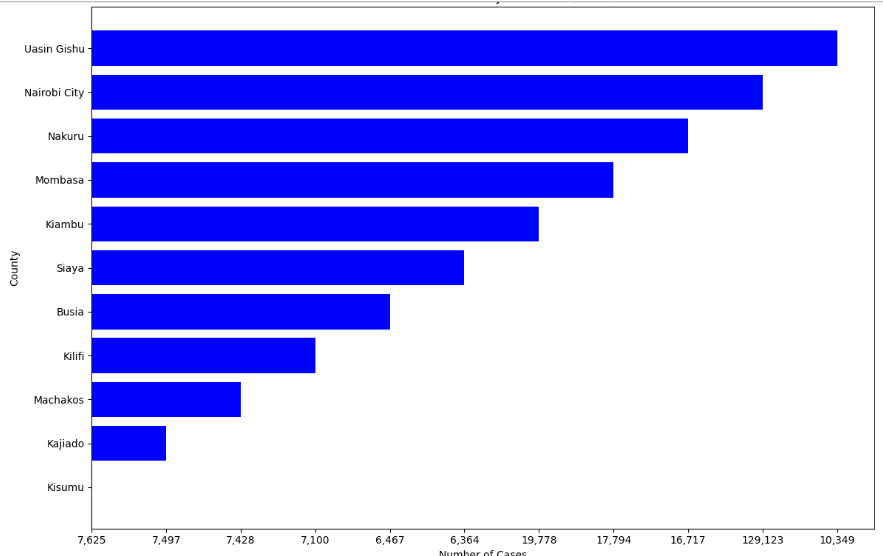 Uasin Gishu
Nairobi City
Nakuru
Mombasa
Kiambu
Siaya
Busia
Kilifi
Machakos
Kajiado
Kisumu
County
7,625 7,497 7,428 7,100 6,467 6,364 19,778 17,794 16,717 129,123 10,349
Number of Cases